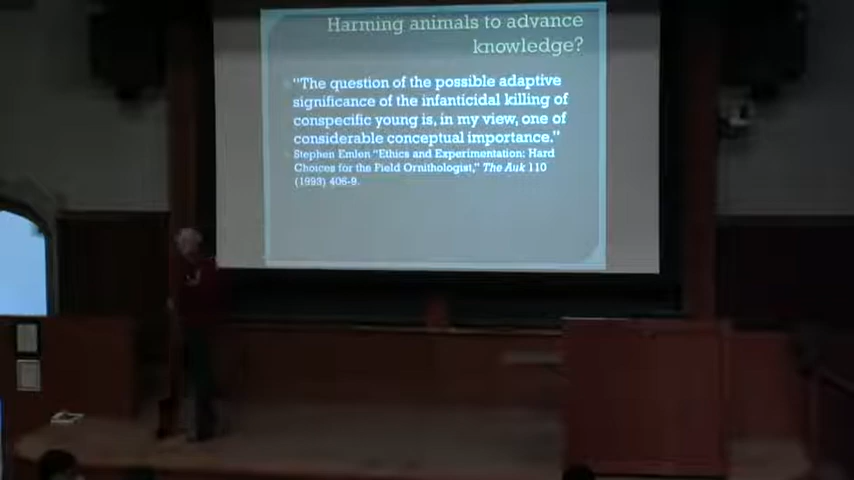 Harming animals to advance
knowledge?
"The question of the possible adaptive
significance of the infanticidal killing of
conspecific young is, in my view, one of
considerable conceptual importance."
Stephen Emlen "Ethics and Experimentation: Hard
Choices for the Field Ornithologist," The Auk 110
(1993) 406-9.